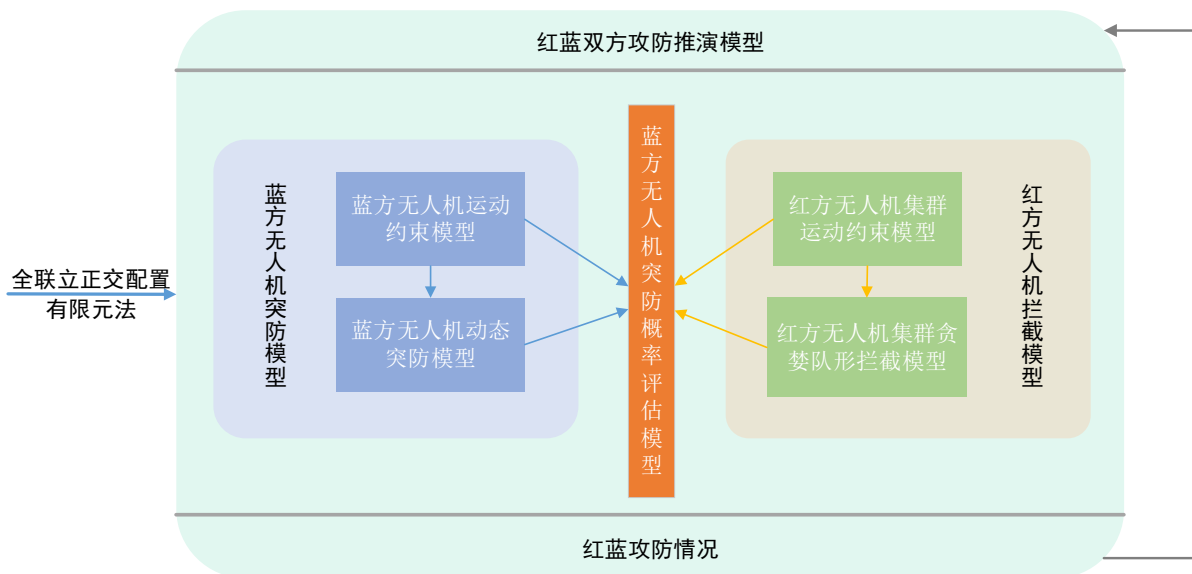 红蓝双方攻防推演模型
全联立正交配置
有限元法
蓝方无人机突防模型
蓝方无人机运动
约束模型
蓝方无人机动态
突防模型
蓝方无人机突防概率评估模型
红方无人机集群
运动约束模型
红方无人机集群贪
婪队形拦截模型
红方无人机拦截模型
红蓝攻防情况